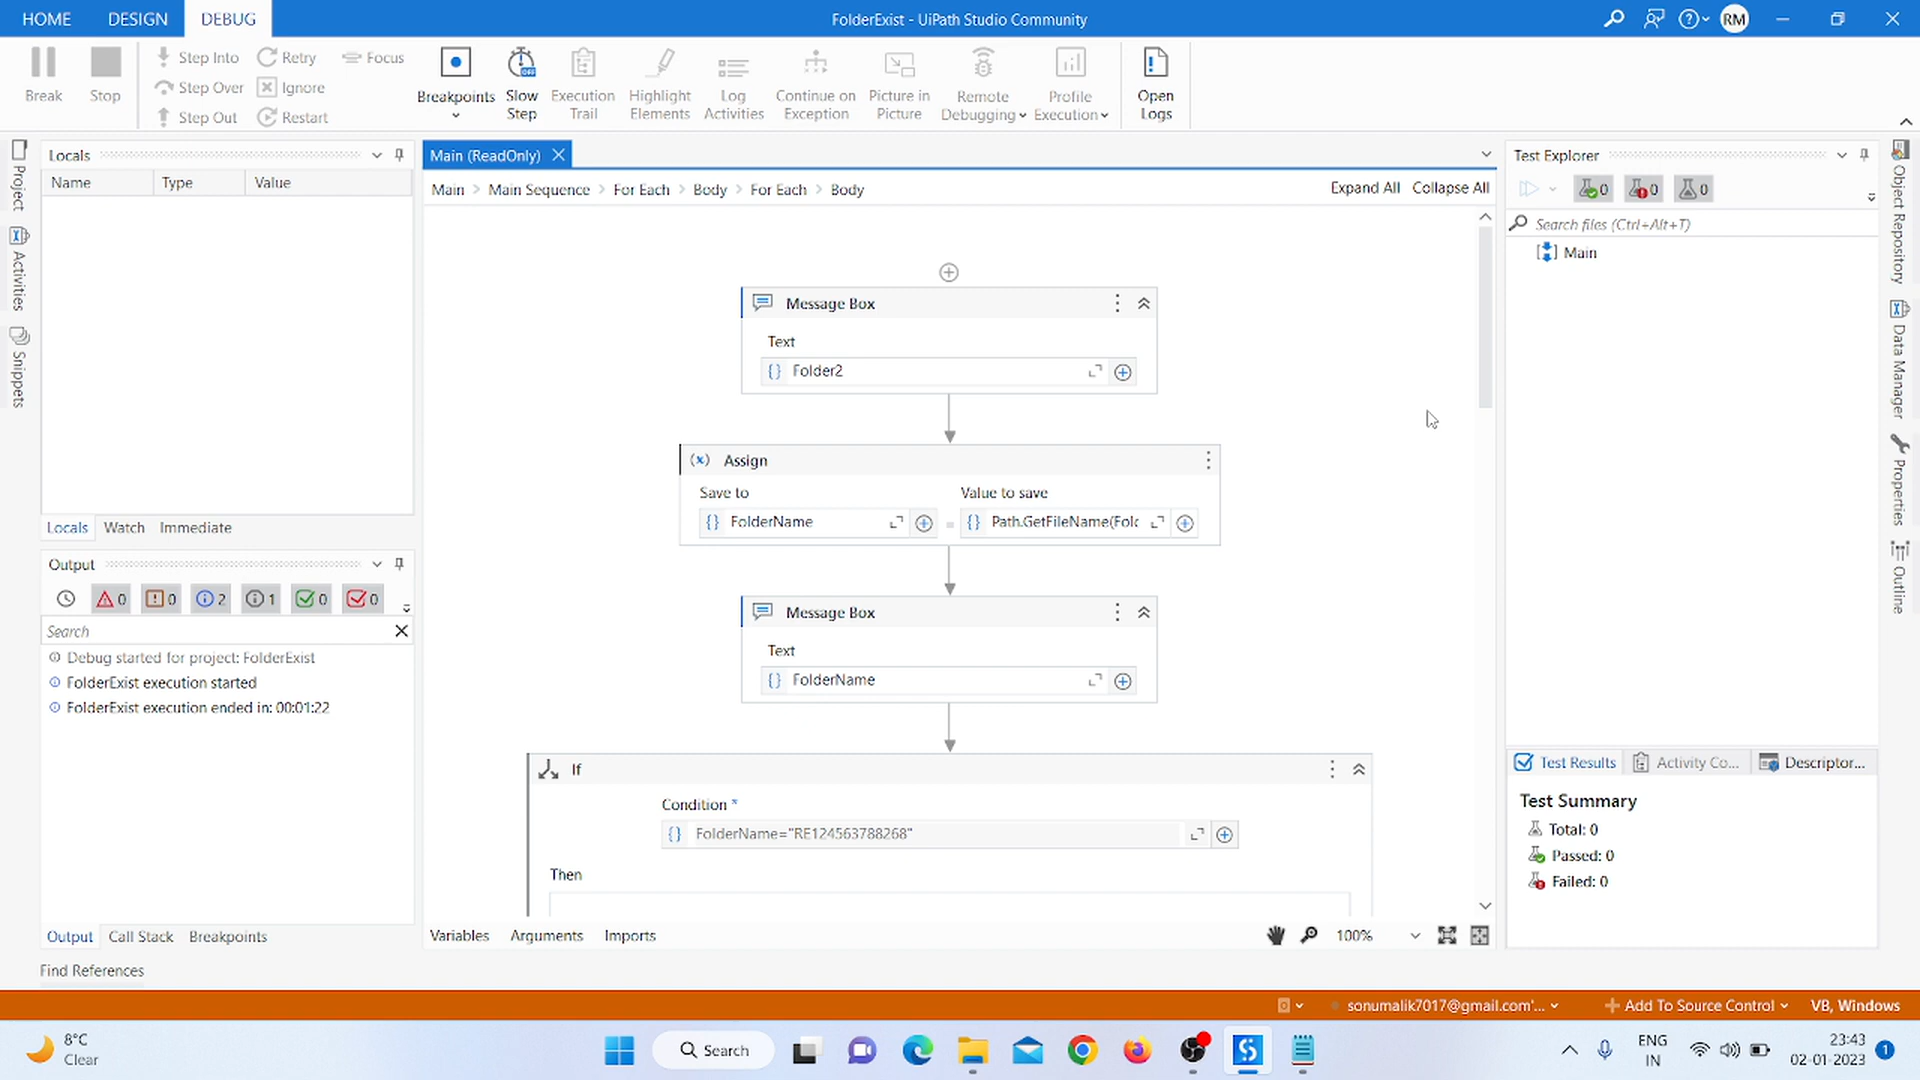 HOME DESIGN DEBUG
FolderExist - UiPath Studio Community
RM
Break Stop
Step Into
Step Over
Step Out
Retry
Ignore
Restart
Focus
Breakpoints
Slow Step
Execution Trail
Highlight Elements
Log Activities
Continue on Exception
Picture in Picture
Remote Debugging
Profile Execution
Open Logs
Project
Activities
Snippets
Locals
Name Type Value
Locals Watch Immediate
Output
0 0 2 1 0 0
Search
Debug started for project: FolderExist
FolderExist execution started
FolderExist execution ended in: 00:01:22
Output Call Stack Breakpoints
Find References
Main (ReadOnly)
Main > Main Sequence > For Each > Body > For Each > Body
Expand All Collapse All
Message Box
Text
Folder2
Assign
Save to Value to save
FolderName = Path.GetFileName(Folc
Message Box
Text
FolderName
If
Condition *
FolderName="RE124563788268"
Then
Variables Arguments Imports
100%
Test Explorer
0 0 0
Search files (Ctrl+Alt+T)
Main
Test Results Activity Co... Descriptor...
Test Summary
Total: 0
Passed: 0
Failed: 0
Object Repository
Data Manager
Properties
Outline
0
sonumalik7017@gmail.com'...
Add To Source Control
VB, Windows
8°C
Clear
Search
ENG
IN
23:43
02-01-2023
1